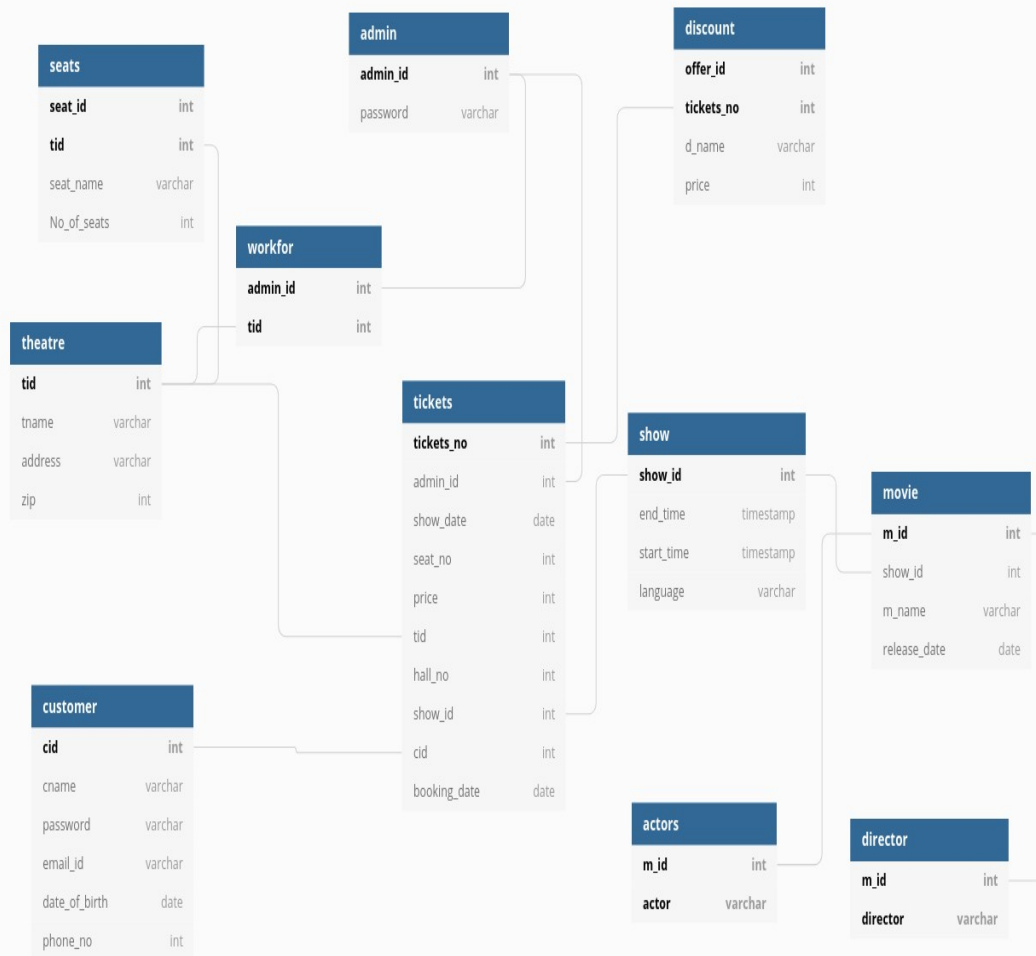 seats
seat_id int
tid int
seat_name varchar
No_of_seats int
admin
admin_id int
password varchar
discount
offer_id int
tickets_no int
d_name varchar
price int
workfor
admin_id int
tid int
theatre
tid int
tname varchar
address varchar
zip int
tickets
tickets_no int
admin_id int
show_date date
seat_no int
price int
tid int
hall_no int
show_id int
cid int
booking_date date
show
show_id int
end_time timestamp
start_time timestamp
language varchar
movie
m_id int
show_id int
m_name varchar
release_date date
customer
cid int
cname varchar
password varchar
email_id varchar
date_of_birth date
phone_no int
actors
m_id int
actor varchar
director
m_id int
director varchar